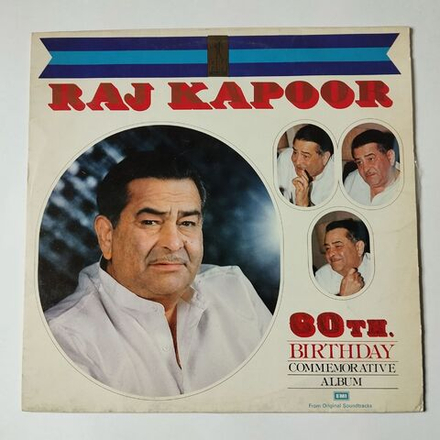 RAJ KAPOOR
60TH.
BIRTHDAY
COMMEMORATIVE
ALBUM
EMI
From Original Soundtracks